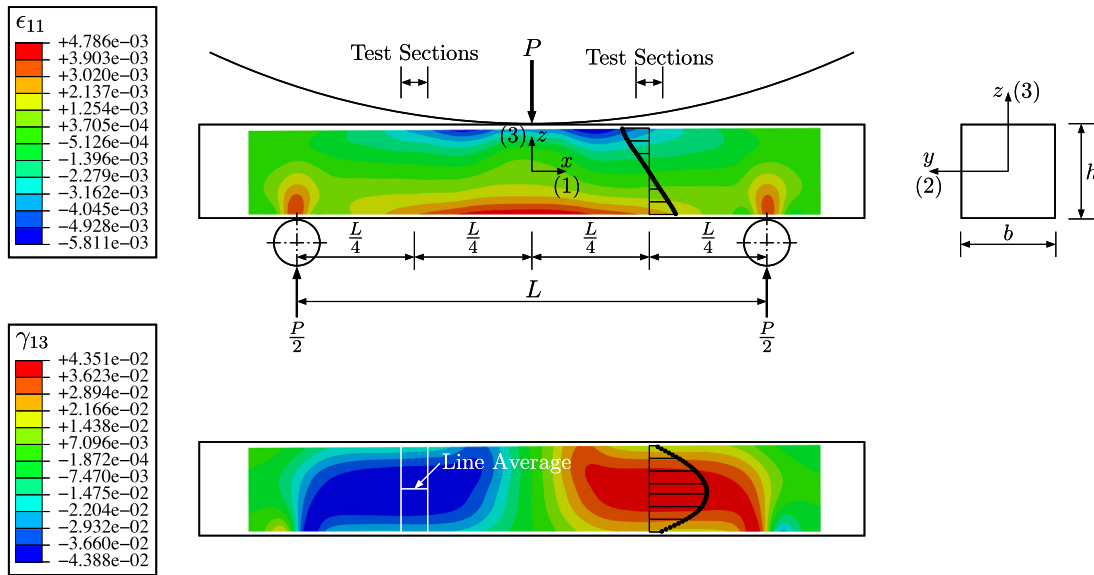 ϵ₁₁
+4.786e−03
+3.903e−03
+3.020e−03
+2.137e−03
+1.254e−03
+3.705e−04
−5.126e−04
−1.396e−03
−2.279e−03
−3.162e−03
−4.045e−03
−4.928e−03
−5.811e−03
Test Sections
P
Test Sections
(3) z
x
(1)
z (3)
y
(2)
h
b
L/4
L/4
L/4
L/4
L
P/2
P/2
γ₁₃
+4.351e−02
+3.623e−02
+2.894e−02
+2.166e−02
+1.438e−02
+7.096e−03
−1.872e−04
−7.470e−03
−1.475e−02
−2.204e−02
−2.932e−02
−3.660e−02
−4.388e−02
Line Average